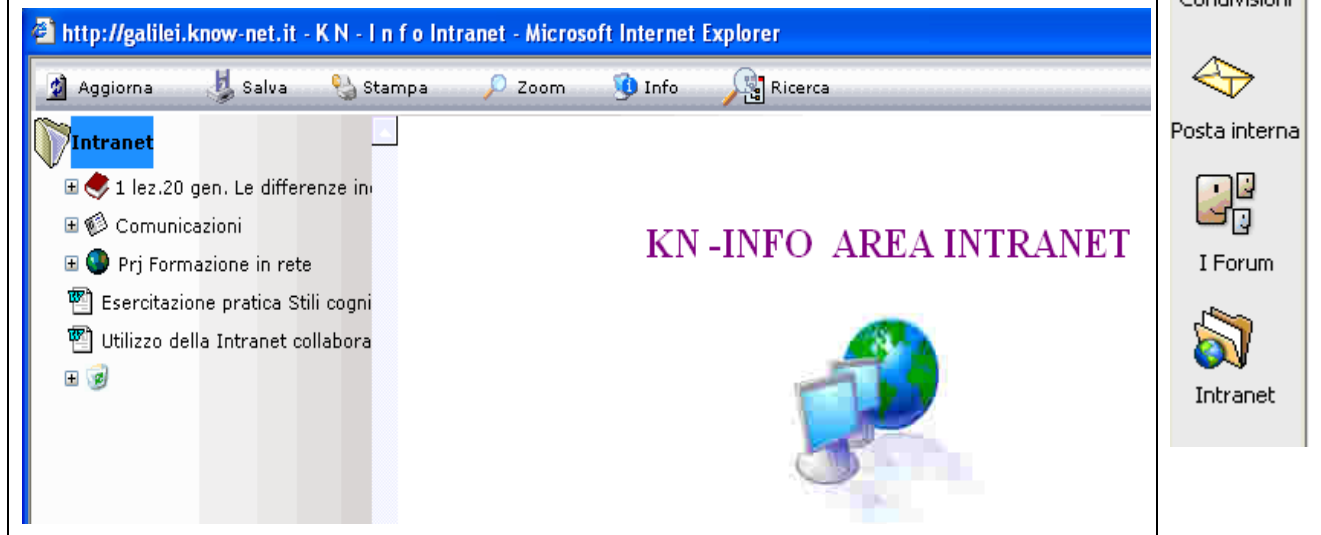 http://galilei.know-net.it - K N - I n f o Intranet - Microsoft Internet Explorer
Aggiorna Salva Stampa Zoom Info Ricerca
Intranet
1 lez.20 gen. Le differenze in
Comunicazioni
Prj Formazione in rete
Esercitazione pratica Stili cogni
Utilizzo della Intranet collabora
KN -INFO AREA INTRANET
Condivisioni
Posta interna
I Forum
Intranet